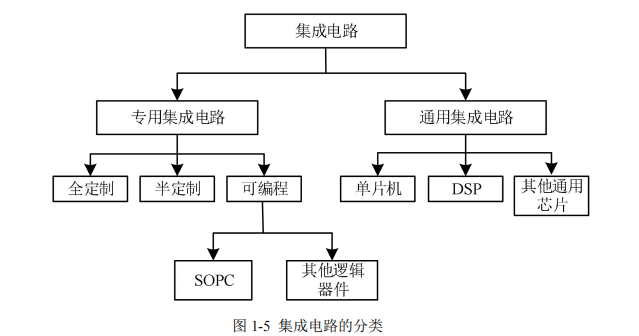 集成电路
专用集成电路
通用集成电路
全定制
半定制
可编程
单片机
DSP
其他通用
芯片
SOPC
其他逻辑
器件
图 1-5 集成电路的分类